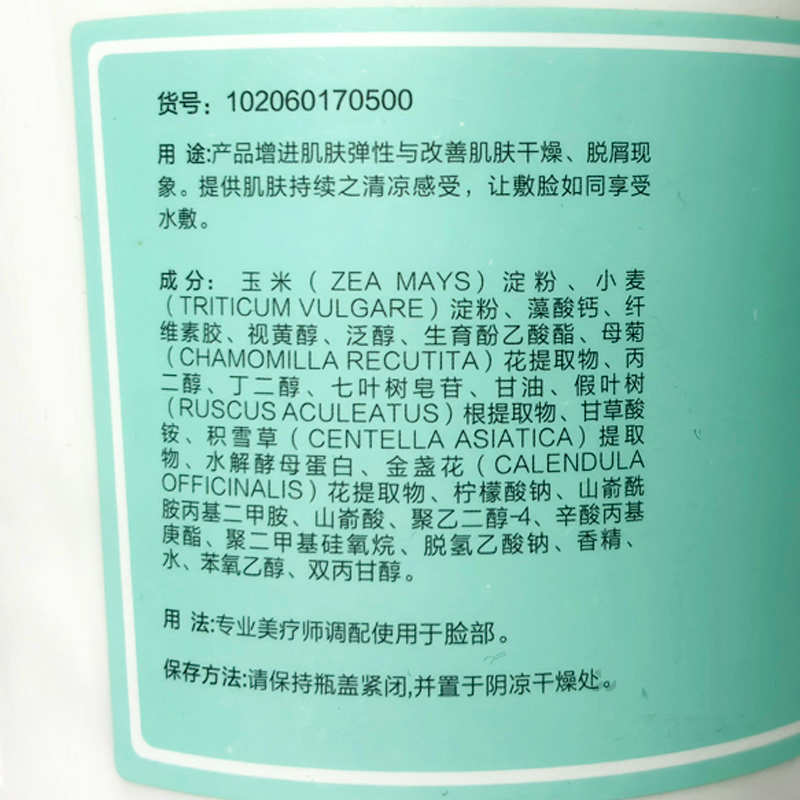 货号：102060170500
用 途:产品增进肌肤弹性与改善肌肤干燥、脱屑现
象。提供肌肤持续之清凉感受，让敷脸如同享受
水敷。
成分：玉米（ZEA MAYS）淀粉、小麦
（TRITICUM VULGARE）淀粉、藻酸钙、纤
维素胶、视黄醇、泛醇、生育酚乙酸酯、母菊
（CHAMOMILLA RECUTITA）花提取物、丙
二醇、丁二醇、七叶树皂苷、甘油、假叶树
（RUSCUS ACULEATUS）根提取物、甘草酸
铵、积雪草（CENTELLA ASIATICA）提取
物、水解酵母蛋白、金盏花（CALENDULA
OFFICINALIS）花提取物、柠檬酸钠、山嵛酰
胺丙基二甲胺、山嵛酸、聚乙二醇-4、辛酸丙基
庚酯、聚二甲基硅氧烷、脱氢乙酸钠、香精、
水、苯氧乙醇、双丙甘醇。
用 法:专业美疗师调配使用于脸部。
保存方法:请保持瓶盖紧闭,并置于阴凉干燥处。